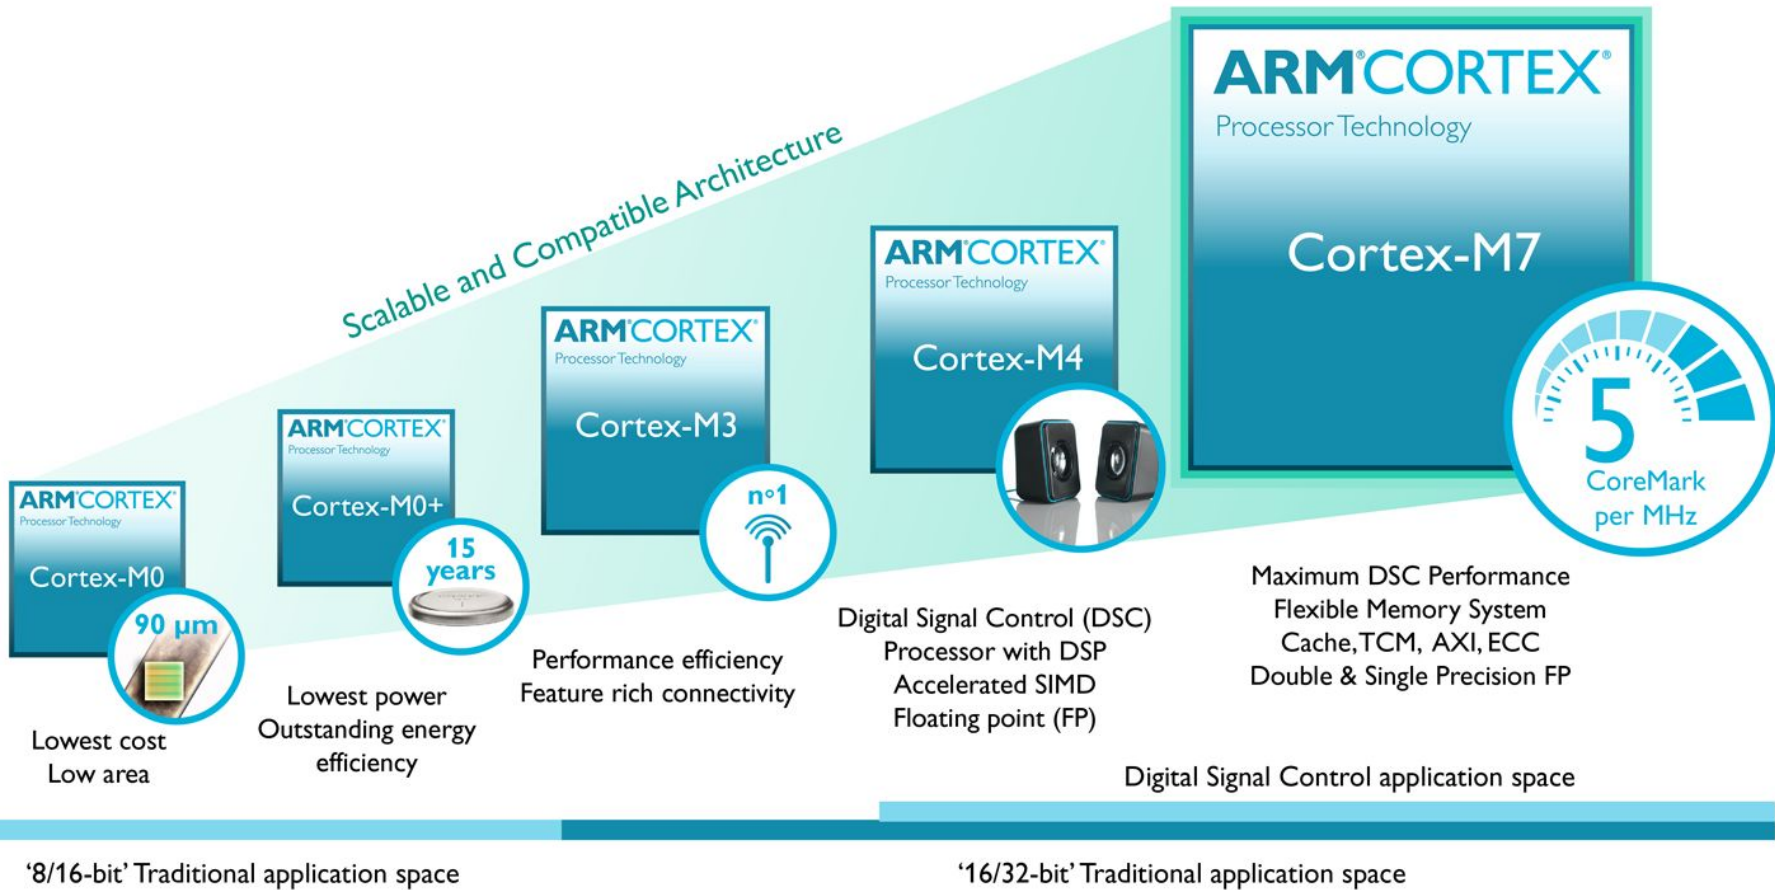 Scalable and Compatible Architecture
ARM®CORTEX®
Processor Technology
Cortex-M0
90 µm
Lowest cost
Low area
ARM®CORTEX®
Processor Technology
Cortex-M0+
15
years
Lowest power
Outstanding energy
efficiency
ARM®CORTEX®
Processor Technology
Cortex-M3
nº1
Performance efficiency
Feature rich connectivity
ARM®CORTEX®
Processor Technology
Cortex-M4
Digital Signal Control (DSC)
Processor with DSP
Accelerated SIMD
Floating point (FP)
ARM®CORTEX®
Processor Technology
Cortex-M7
5
CoreMark
per MHz
Maximum DSC Performance
Flexible Memory System
Cache, TCM, AXI, ECC
Double & Single Precision FP
Digital Signal Control application space
‘8/16-bit’ Traditional application space
‘16/32-bit’ Traditional application space